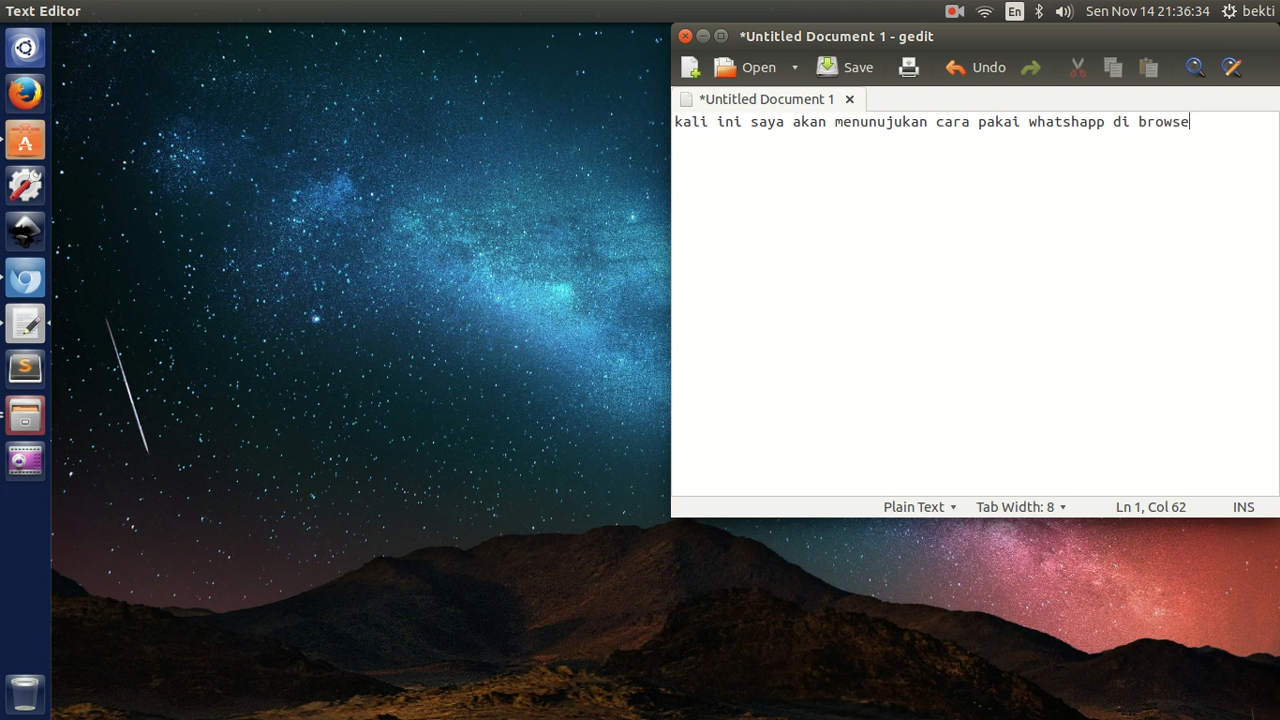 Text Editor
En
Sen Nov 14 21:36:34
bekti
*Untitled Document 1 - gedit
Open
Save
Undo
*Untitled Document 1
kali ini saya akan menunujukan cara pakai whatshapp di browse
Plain Text
Tab Width: 8
Ln 1, Col 62
INS